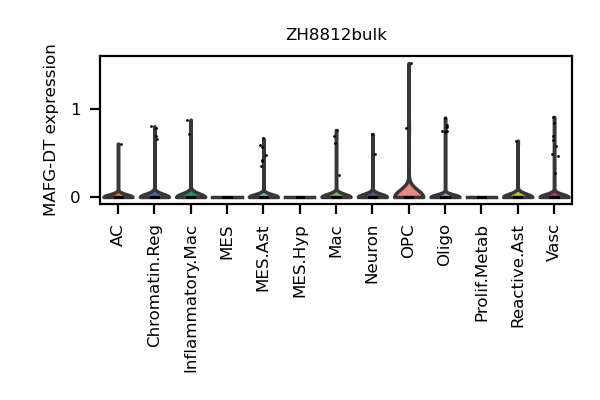 ZH8812bulk
MAFG-DT expression
1
0
AC
Chromatin.Reg
Inflammatory.Mac
MES
MES.Ast
MES.Hyp
Mac
Neuron
OPC
Oligo
Prolif.Metab
Reactive.Ast
Vasc